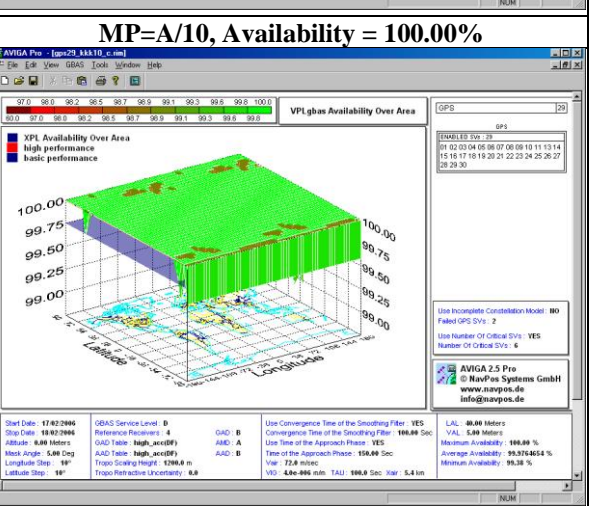 NUM
MP=A/10, Availability = 100.00%
AVIGA Pro - [gps29_kkk10_c.rim]
File Edit View GBAS Tools Window Help
97.0 98.0 98.2 98.5 98.7 98.9 99.1 99.3 99.6 99.8 100.0
60.0 97.0 98.0 98.2 98.5 98.7 98.9 99.1 99.3 99.6 99.8
VPLgbas Availability Over Area
GPS 29
GPS
ENABLED SVs : 29
01 02 03 04 05 06 07 08 09 10 11 13 14
15 16 17 18 19 20 21 22 23 24 25 26 27
28 29 30
XPL Availability Over Area
high performance
basic performance
100.00
99.75
99.50
99.25
99.00
100.00
99.75
99.50
99.25
99.00
Latitude
Longitude
-180 -144 -108 -72 -36 0 36 72 108 144 180
Use Incomplete Constellation Model : NO
Failed GPS SVs : 2
Use Number Of Critical SVs : YES
Number Of Critical SVs : 6
AVIGA 2.5 Pro
© NavPos Systems GmbH
www.navpos.de
info@navpos.de
Start Date : 17/02/2006
Stop Date : 18/02/2006
Altitude : 0.00 Meters
Mask Angle : 5.00 Deg
Longitude Step : 10°
Latitude Step : 10°
GBAS Service Level : D
Reference Receivers : 4 GAD : B
GAD Table : high_acc(DF) AMD : A
AAD Table : high_acc(DF) AAD : B
Tropo Scaling Height : 1200.0 m
Tropo Refractive Uncertainty : 0.0
Use Convergence Time of the Smoothing Filter : YES
Convergence Time of the Smoothing Filter : 100.00 Sec
Use Time of the Approach Phase : YES
Time of the Approach Phase : 150.00 Sec
Vair : 72.0 m/sec
VIG : 4.0e-006 m/m TAU : 100.0 Sec Xair : 5.4 km
LAL : 40.00 Meters
VAL : 5.00 Meters
Maximum Availability : 100.00 %
Average Availability : 99.9764654 %
Minimum Availability : 99.38 %
NUM